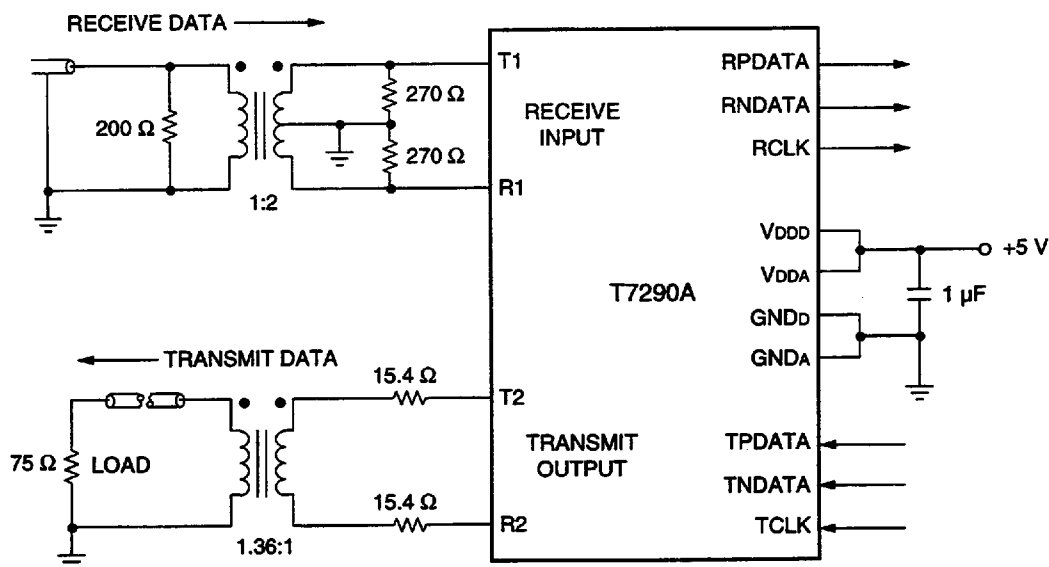 RECEIVE DATA
T1
RPDATA
270 Ω
RNDATA
200 Ω
RECEIVE
INPUT
RCLK
270 Ω
R1
1:2
VDDD
+5 V
VDDA
T7290A
1 µF
GNDD
GNDA
TRANSMIT DATA
15.4 Ω
T2
TPDATA
75 Ω
LOAD
TRANSMIT
OUTPUT
TNDATA
15.4 Ω
R2
TCLK
1.36:1